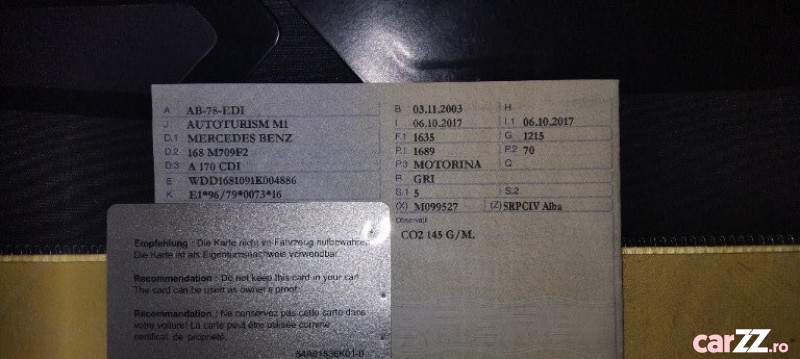 A AB-78-EDI
J. AUTOTURISM M1
D.1 MERCEDES BENZ
D.2 168 M709F2
D.3 A 170 CDI
E WDD1681091K004886
K E1*96/79*0073*16
B 03.11.2003 H
I 06.10.2017 I.1 06.10.2017
F.1 1635 G 1215
P.1 1689 P.2 70
P.3 MOTORINA Q
R GRI
S.1 5 S.2
(X) M099527 (Z) SRPCIV Alba
Observații
CO2 145 G/M.
Empfehlung : Die Karte nicht im Fahrzeug aufbewahren
Die Karte ist als Eigentumsnachweis verwendbar.
Recommendation : Do not keep this card in your car!
The card can be used as owner's proof.
Recommandation : Ne conservez pas cette carte dans
votre voiture! La carte peut être utilisée comme
certificat de propriété.
carZZ.ro